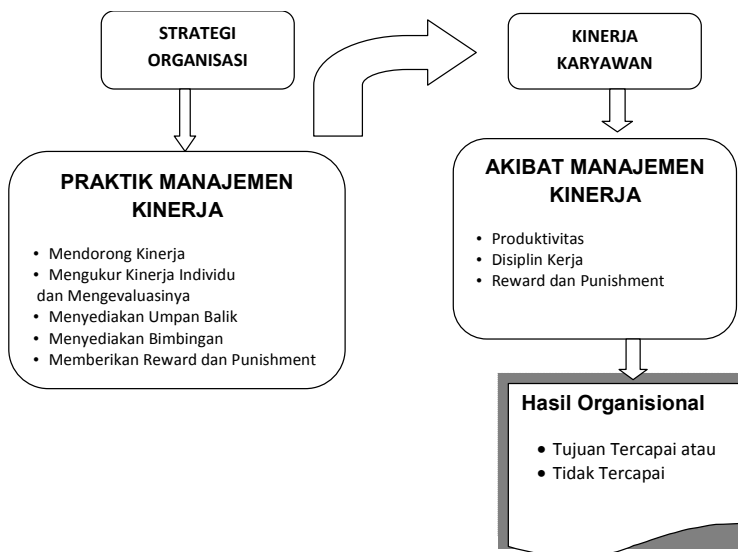 STRATEGI
ORGANISASI
PRAKTIK MANAJEMEN
KINERJA
• Mendorong Kinerja
• Mengukur Kinerja Individu
dan Mengevaluasinya
• Menyediakan Umpan Balik
• Menyediakan Bimbingan
• Memberikan Reward dan Punishment
KINERJA
KARYAWAN
AKIBAT MANAJEMEN
KINERJA
• Produktivitas
• Disiplin Kerja
• Reward dan Punishment
Hasil Organisional
• Tujuan Tercapai atau
• Tidak Tercapai